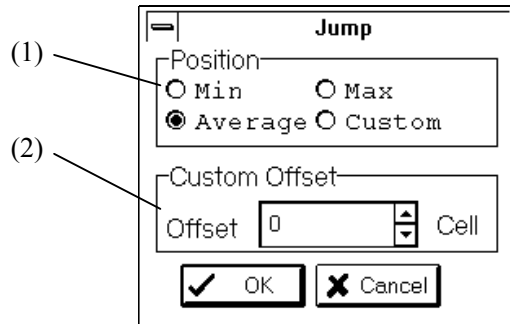 Jump
(1)
Position
Min Max
Average Custom
(2)
Custom Offset
Offset 0 Cell
OK Cancel